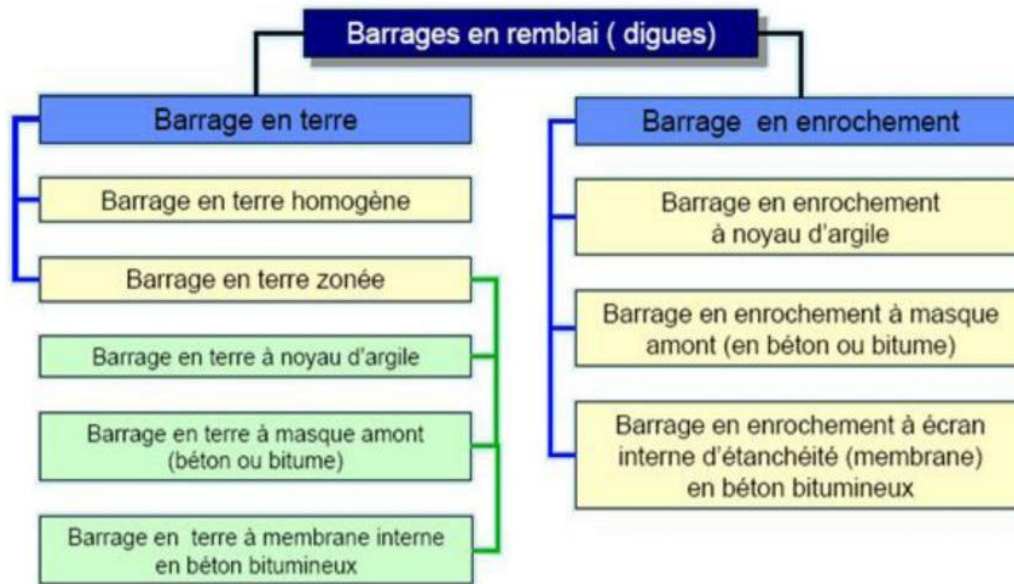 Barrages en remblai ( digues)
Barrage en terre
Barrage en terre homogène
Barrage en terre zonée
Barrage en terre à noyau d'argile
Barrage en terre à masque amont
(béton ou bitume)
Barrage en terre à membrane interne
en béton bitumineux
Barrage en enrochement
Barrage en enrochement
à noyau d'argile
Barrage en enrochement à masque
amont (en béton ou bitume)
Barrage en enrochement à écran
interne d'étanchéité (membrane)
en béton bitumineux